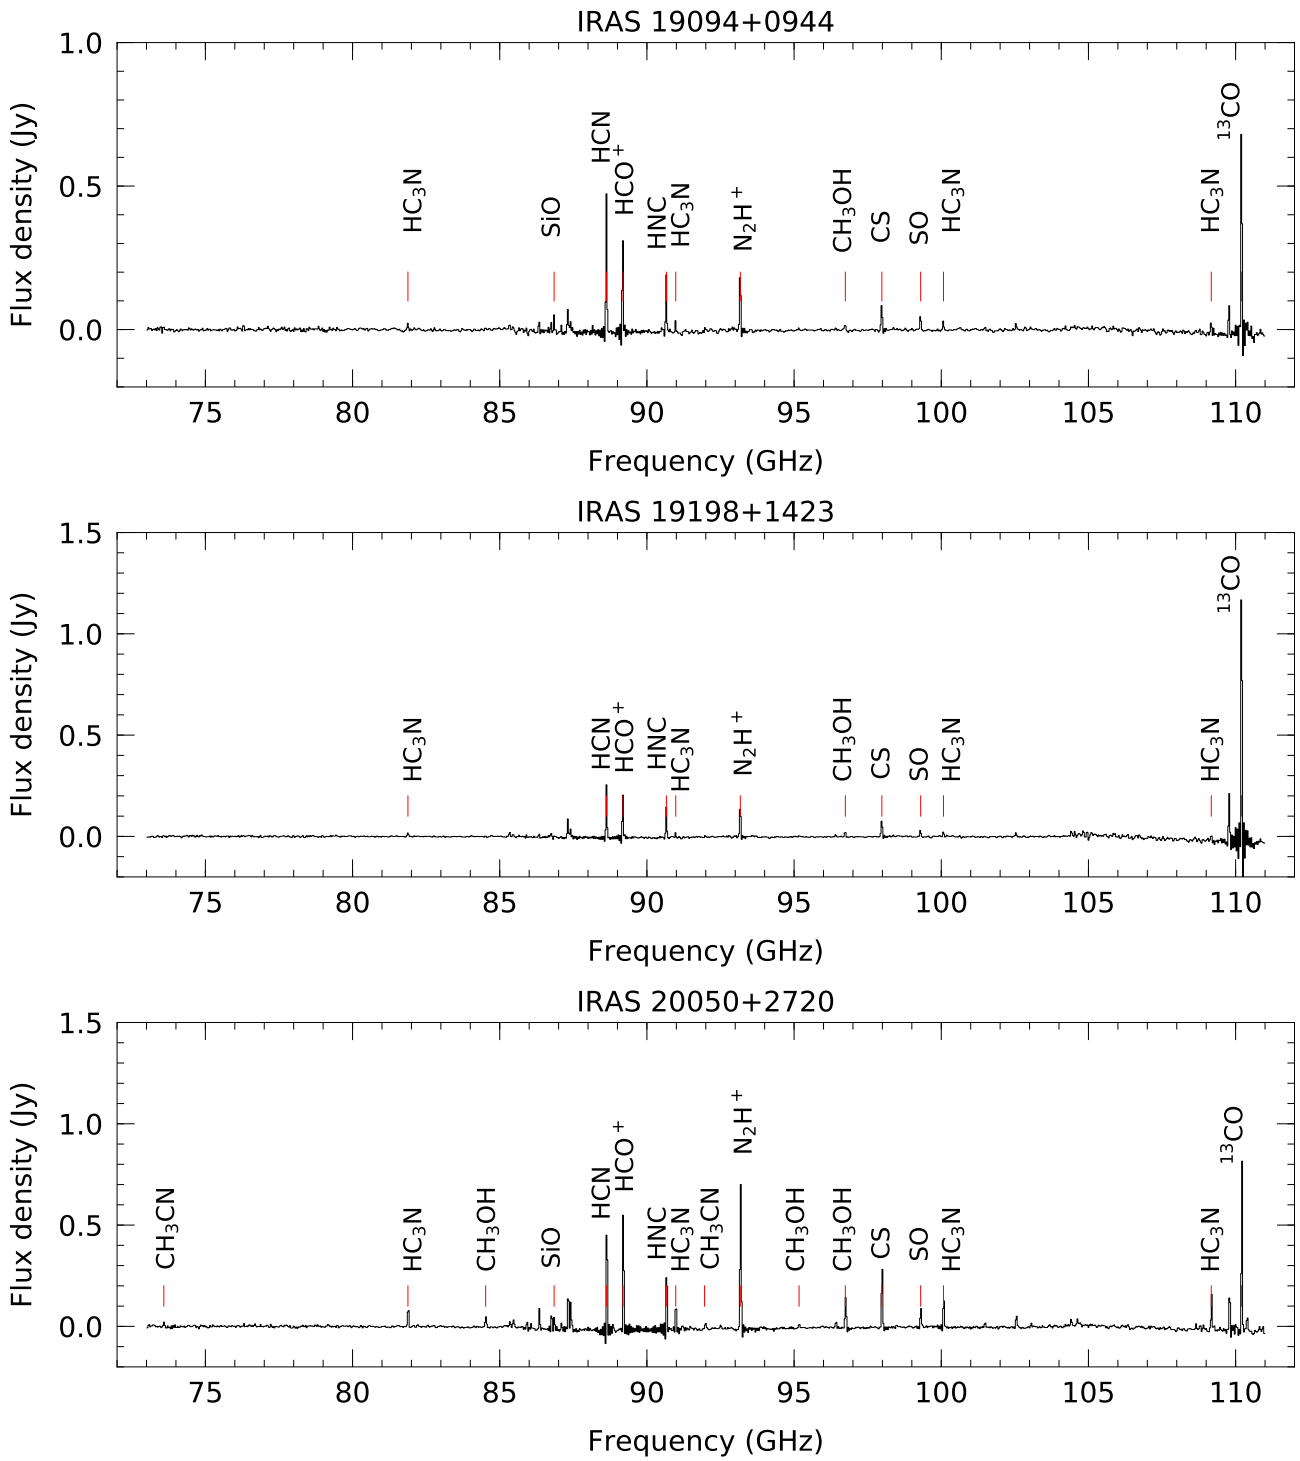 IRAS 19094+0944
Flux density (Jy)
1.0
0.5
0.0
HC₃N
SiO
HCN
HCO⁺
HNC
HC₃N
N₂H⁺
CH₃OH
CS
SO
HC₃N
HC₃N
¹³CO
75 80 85 90 95 100 105 110
Frequency (GHz)
IRAS 19198+1423
Flux density (Jy)
1.5
1.0
0.5
0.0
HC₃N
HCN
HCO⁺
HNC
HC₃N
N₂H⁺
CH₃OH
CS
SO
HC₃N
HC₃N
¹³CO
75 80 85 90 95 100 105 110
Frequency (GHz)
IRAS 20050+2720
Flux density (Jy)
1.5
1.0
0.5
0.0
CH₃CN
HC₃N
CH₃OH
SiO
HCN
HCO⁺
HNC
HC₃N
CH₃CN
N₂H⁺
CH₃OH
CH₃OH
CS
SO
HC₃N
HC₃N
¹³CO
75 80 85 90 95 100 105 110
Frequency (GHz)